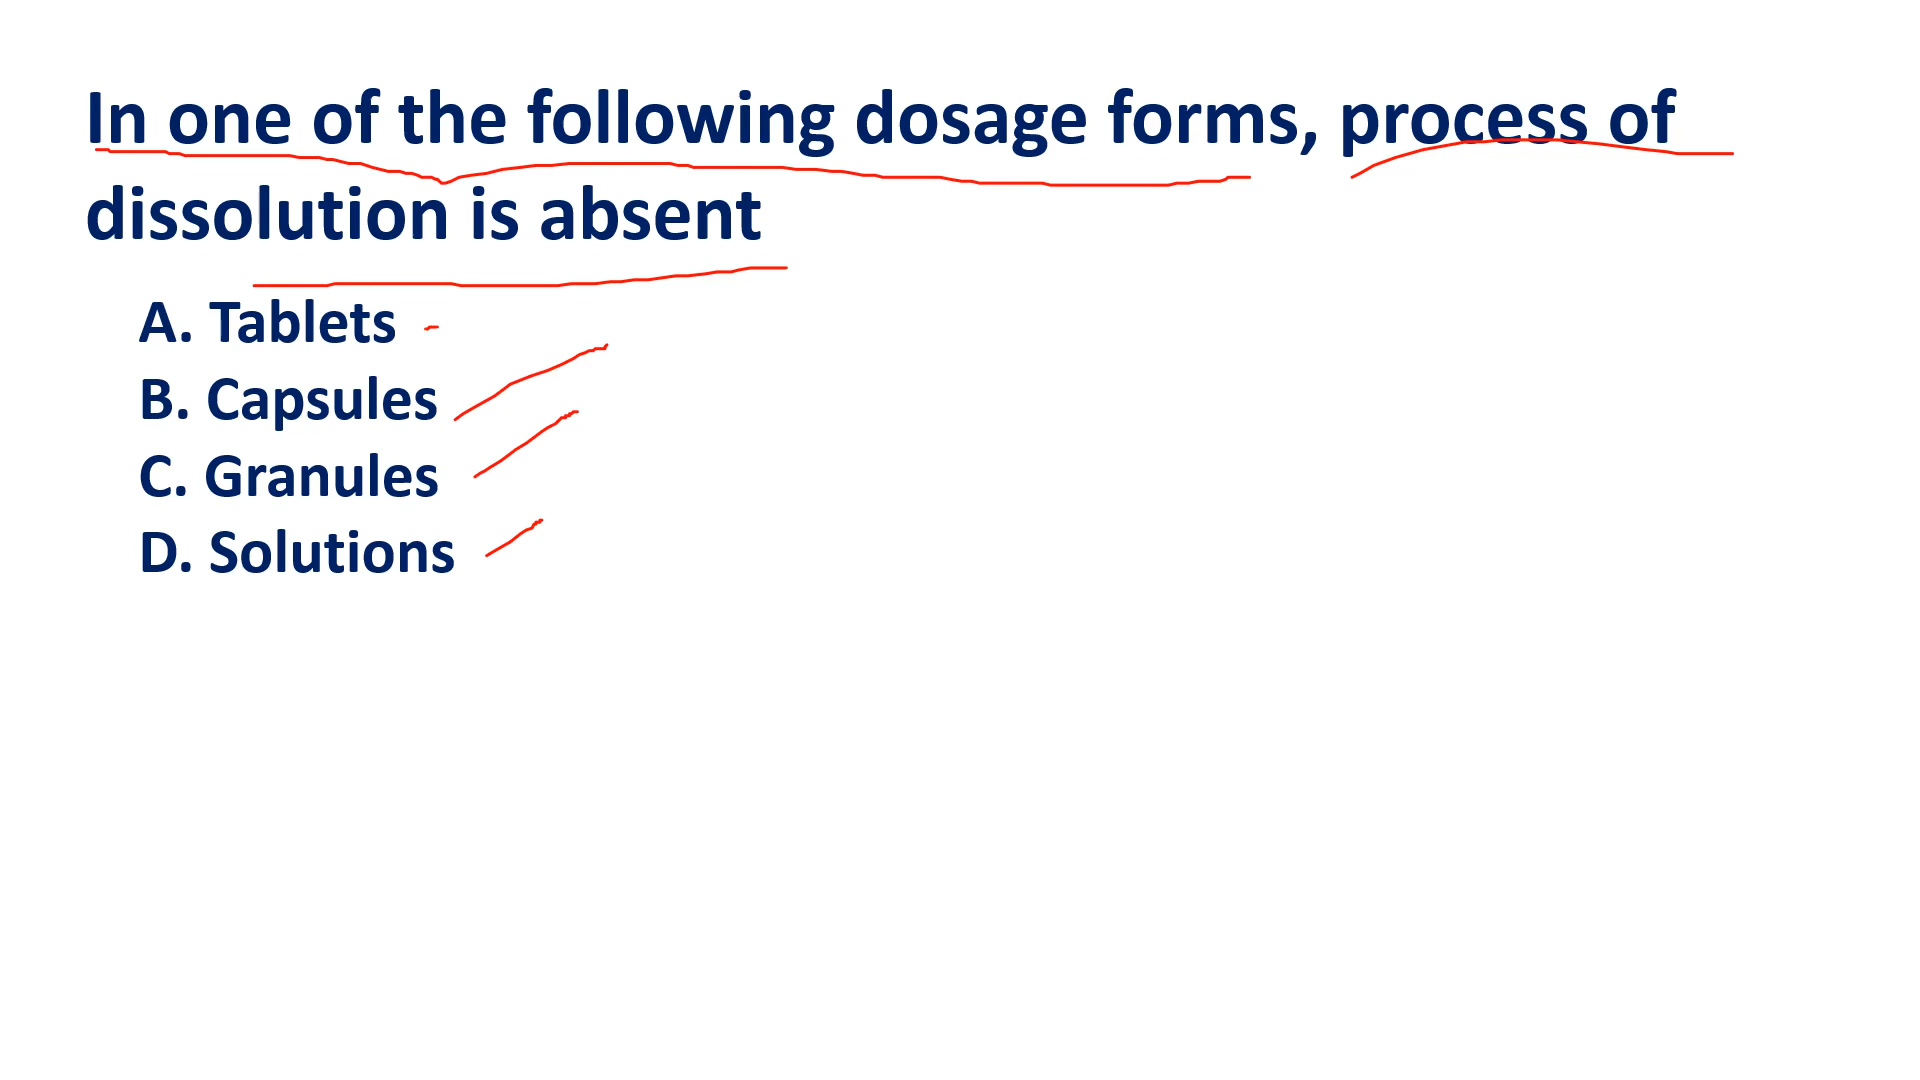 In one of the following dosage forms, process of
dissolution is absent
A. Tablets
B. Capsules
C. Granules
D. Solutions